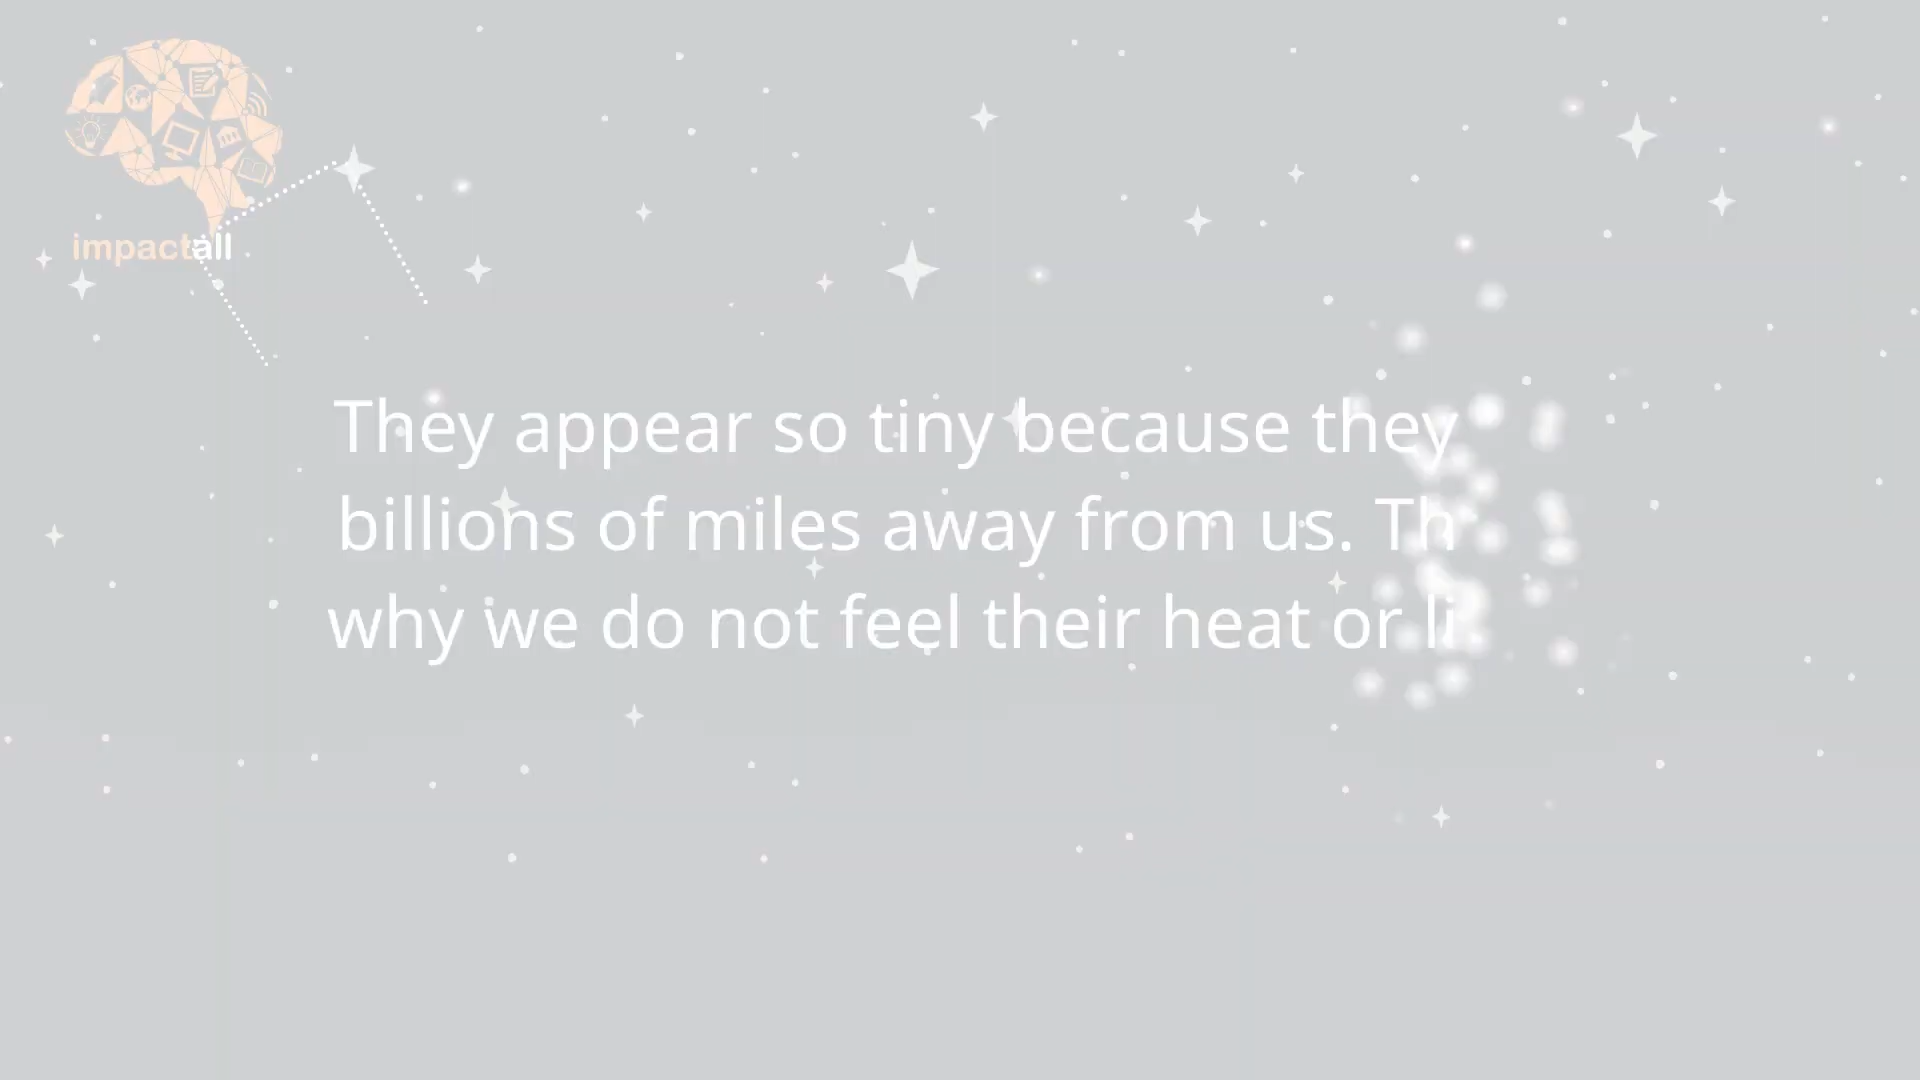 impactall
They appear so tiny because they
billions of miles away from us. Th
why we do not feel their heat or li